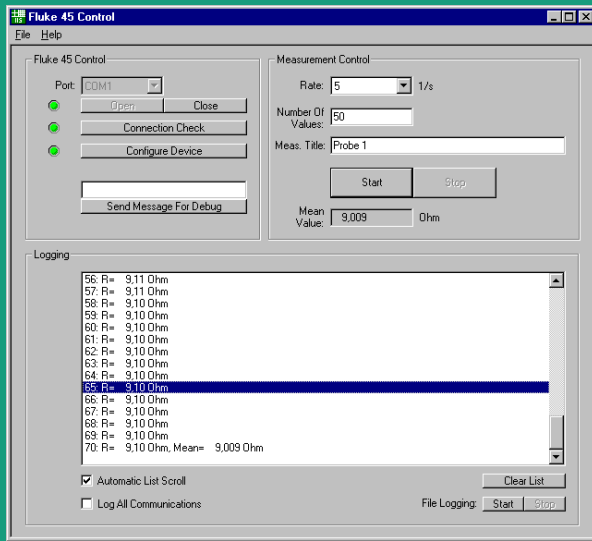 Fluke 45 Control
File Help
Fluke 45 Control
Port: COM1
Open Close
Connection Check
Configure Device
Send Message For Debug
Measurement Control
Rate: 5 1/s
Number Of
Values: 50
Meas. Title: Probe 1
Start Stop
Mean
Value: 9,009 Ohm
Logging
56: R= 9,11 Ohm
57: R= 9,11 Ohm
58: R= 9,10 Ohm
59: R= 9,10 Ohm
60: R= 9,10 Ohm
61: R= 9,10 Ohm
62: R= 9,10 Ohm
63: R= 9,10 Ohm
64: R= 9,10 Ohm
65: R= 9,10 Ohm
66: R= 9,10 Ohm
67: R= 9,10 Ohm
68: R= 9,10 Ohm
69: R= 9,10 Ohm
70: R= 9,10 Ohm, Mean= 9,009 Ohm
Automatic List Scroll Clear List
Log All Communications File Logging: Start Stop